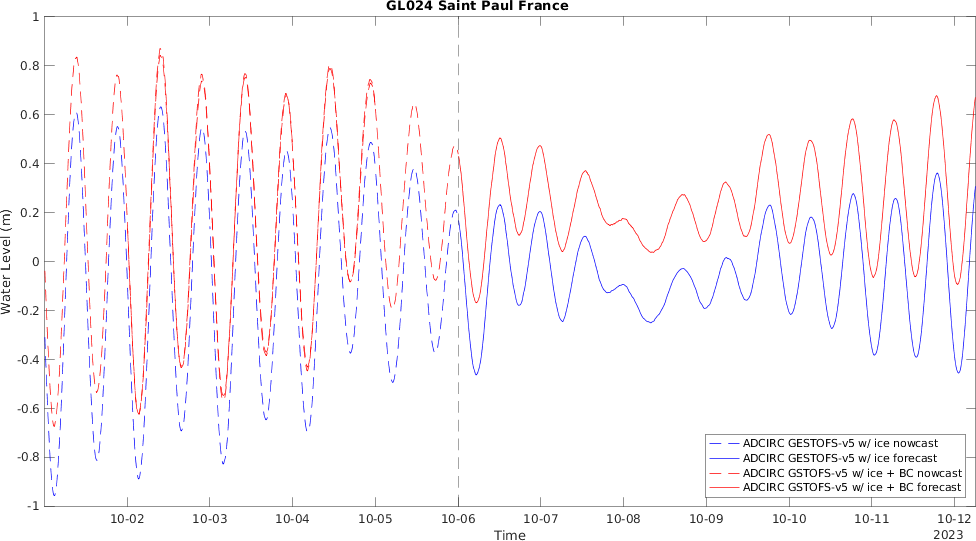 GL024 Saint Paul France
1
0.8
0.6
0.4
0.2
0
-0.2
-0.4
-0.6
-0.8
-1
Water Level (m)
ADCIRC GESTOFS-v5 w/ ice nowcast
ADCIRC GESTOFS-v5 w/ ice forecast
ADCIRC GSTOFS-v5 w/ ice + BC nowcast
ADCIRC GSTOFS-v5 w/ ice + BC forecast
10-02 10-03 10-04 10-05 10-06 10-07 10-08 10-09 10-10 10-11 10-12
Time 2023